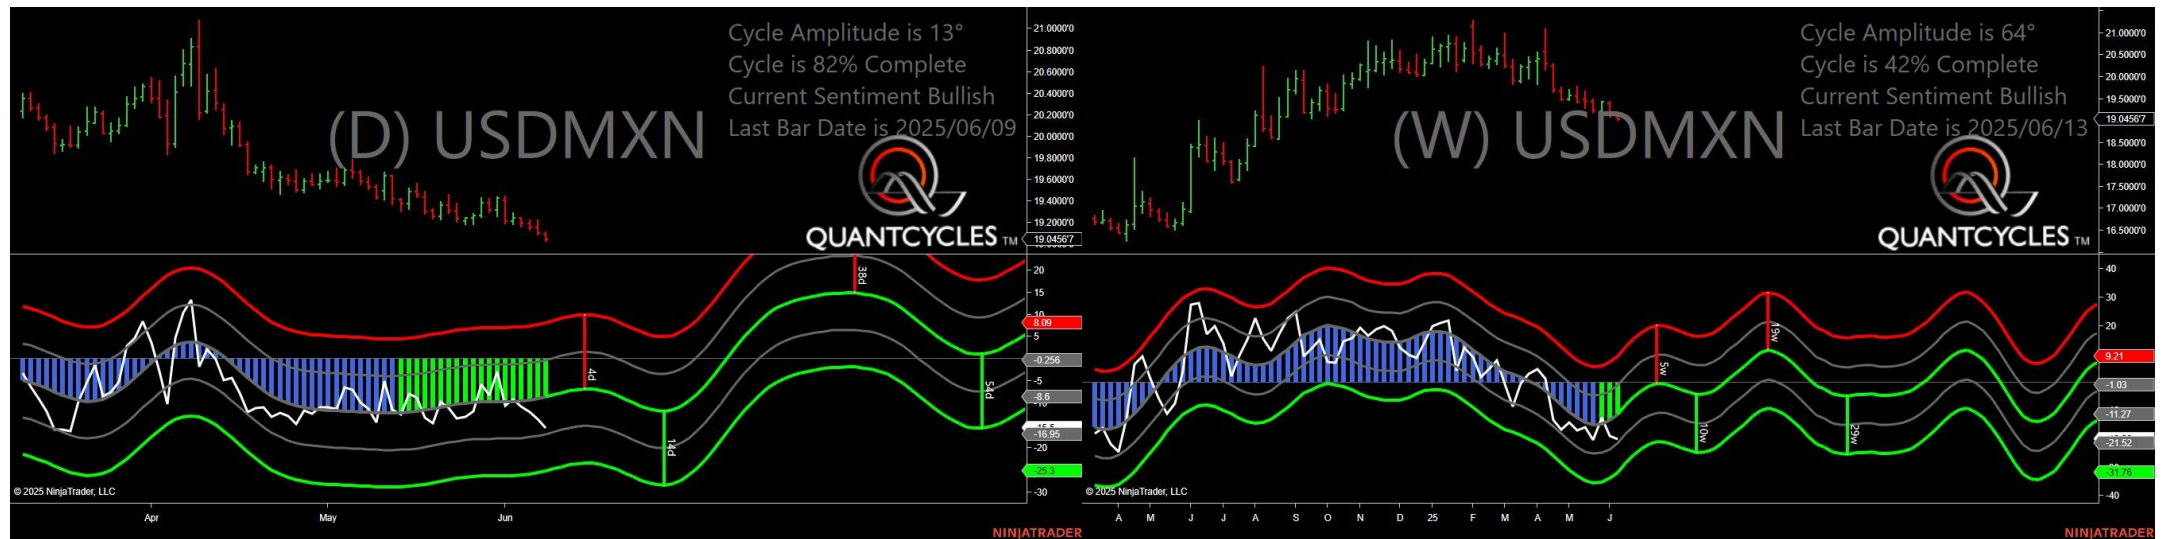 Cycle Amplitude is 13°
Cycle is 82% Complete
Current Sentiment Bullish
Last Bar Date is 2025/06/09
(D) USDMXN
QUANTCYCLES TM
21.0000'0
20.8000'0
20.6000'0
20.4000'0
20.2000'0
20.0000'0
19.8000'0
19.6000'0
19.4000'0
19.2000'0
19.0456'7
38d
4d
14d
54d
20
15
10
8.09
5
-0.256
-5
-8.6
-10
-15.5
-16.95
-20
-25.3
-30
© 2025 NinjaTrader, LLC
Apr May Jun
NINJATRADER
Cycle Amplitude is 64°
Cycle is 42% Complete
Current Sentiment Bullish
Last Bar Date is 2025/06/13
(W) USDMXN
QUANTCYCLES TM
21.0000'0
20.5000'0
20.0000'0
19.5000'0
19.0456'7
18.5000'0
18.0000'0
17.5000'0
17.0000'0
16.5000'0
5w
19w
10w
29w
40
30
20
9.21
-1.03
-11.27
-21.52
-31.76
-40
© 2025 NinjaTrader, LLC
A M J J A S O N D 25 F M A M J
NINJATRADER